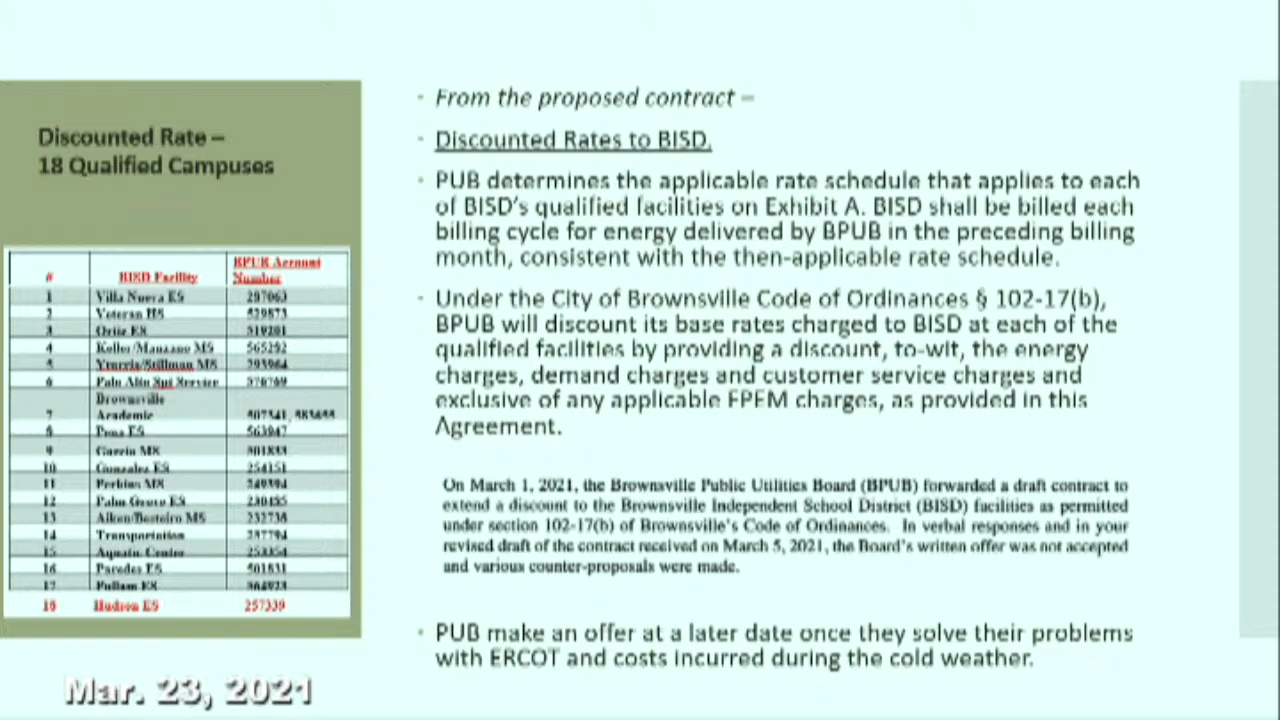 Discounted Rate –
18 Qualified Campuses
# BISD Facility BPUB Account
Number
1 Villa Nueva ES 297063
2 Veteran HS
3 Ortiz ES
4 Keller/Manzano MS 565292
5 Stillman MS
6 Palo Alto Service
Brownsville
7 Academic
8 Pena ES 563947
9 Garcia MS
10 Gonzalez ES 254151
11 Perkins MS
12 Palm Grove ES 230495
13 232738
14 Transportation
15 Aquatic Center
16 Paredes ES 501831
17 Pullam ES
18 Hudson ES 257339
- From the proposed contract –
- Discounted Rates to BISD.
- PUB determines the applicable rate schedule that applies to each
of BISD's qualified facilities on Exhibit A. BISD shall be billed each
billing cycle for energy delivered by BPUB in the preceding billing
month, consistent with the then-applicable rate schedule.
- Under the City of Brownsville Code of Ordinances § 102-17(b),
BPUB will discount its base rates charged to BISD at each of the
qualified facilities by providing a discount, to-wit, the energy
charges, demand charges and customer service charges and
exclusive of any applicable FPEM charges, as provided in this
Agreement.
On March 1, 2021, the Brownsville Public Utilities Board (BPUB) forwarded a draft contract to
extend a discount to the Brownsville Independent School District (BISD) facilities as permitted
under section 102-17(b) of Brownsville's Code of Ordinances. In verbal responses and in your
revised draft of the contract received on March 5, 2021, the Board's written offer was not accepted
and various counter-proposals were made.
- PUB make an offer at a later date once they solve their problems
with ERCOT and costs incurred during the cold weather.
Mar. 23, 2021